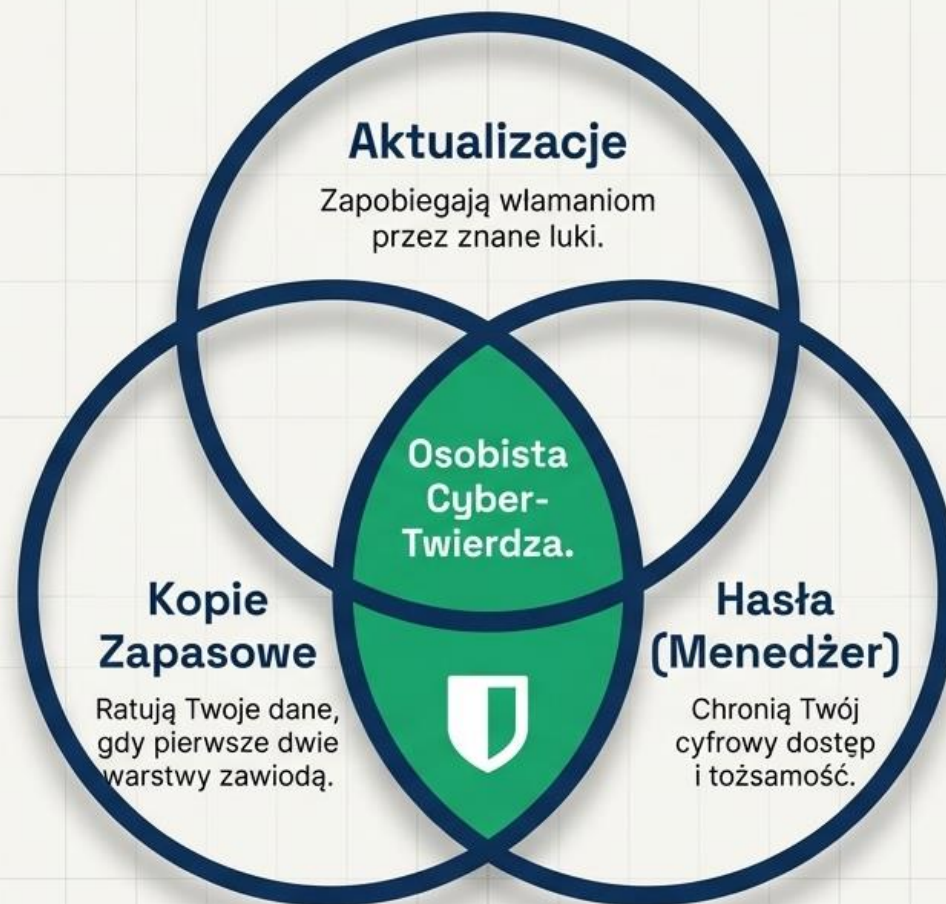 Aktualizacje
Zapobiegają włamaniom
przez znane luki.
Osobista
Cyber-
Twierdza.
Kopie
Zapasowe
Ratują Twoje dane,
gdy pierwsze dwie
warstwy zawiodą.
Hasła
(Menedżer)
Chronią Twój
cyfrowy dostęp
i tożsamość.